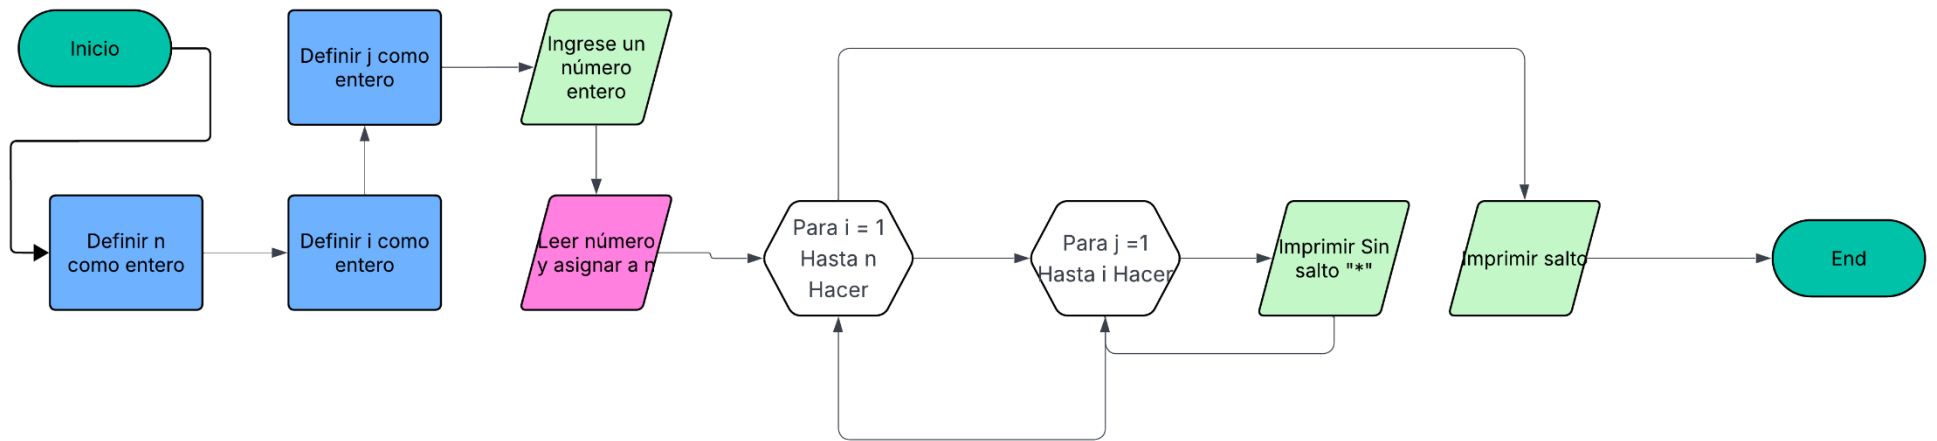 Inicio
Definir n
como entero
Definir i como
entero
Definir j como
entero
Ingrese un
número
entero
Leer número
y asignar a n
Para i = 1
Hasta n
Hacer
Para j =1
Hasta i Hacer
Imprimir Sin
salto "*"
Imprimir salto
End